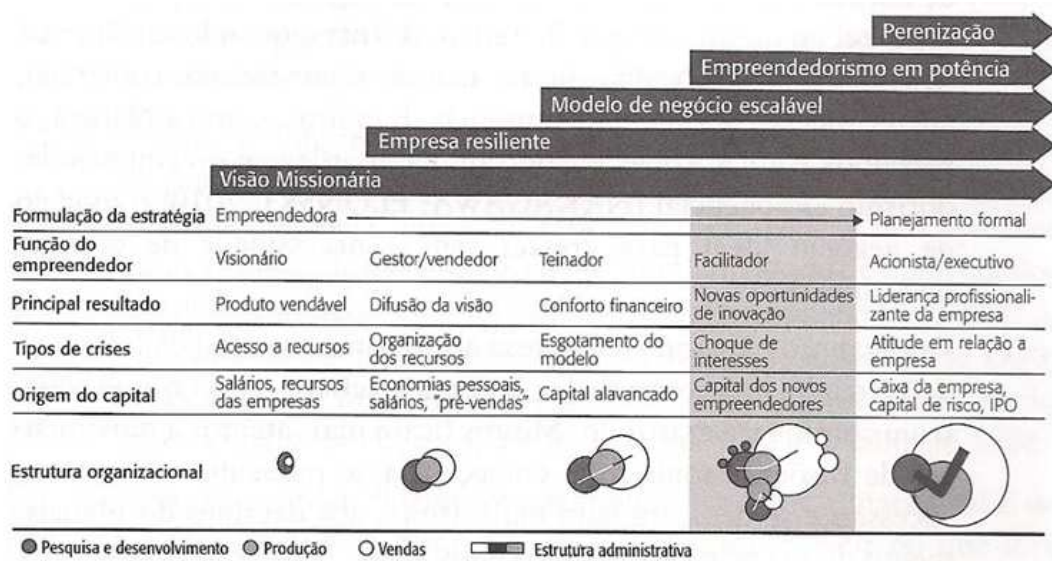 Perenização
Empreendedorismo em potência
Modelo de negócio escalável
Empresa resiliente
Visão Missionária
Formulação da estratégia Empreendedora Planejamento formal
Função do
empreendedor Visionário Gestor/vendedor Teinador Facilitador Acionista/executivo
Principal resultado Produto vendável Difusão da visão Conforto financeiro Novas oportunidades
de inovação Liderança profissionali-
zante da empresa
Tipos de crises Acesso a recursos Organização
dos recursos Esgotamento do
modelo Choque de
interesses Atitude em relação a
empresa
Origem do capital Salários, recursos
das empresas Economias pessoais,
salários, "pré-vendas" Capital alavancado Capital dos novos
empreendedores Caixa da empresa,
capital de risco, IPO
Estrutura organizacional
Pesquisa e desenvolvimento Produção Vendas Estrutura administrativa